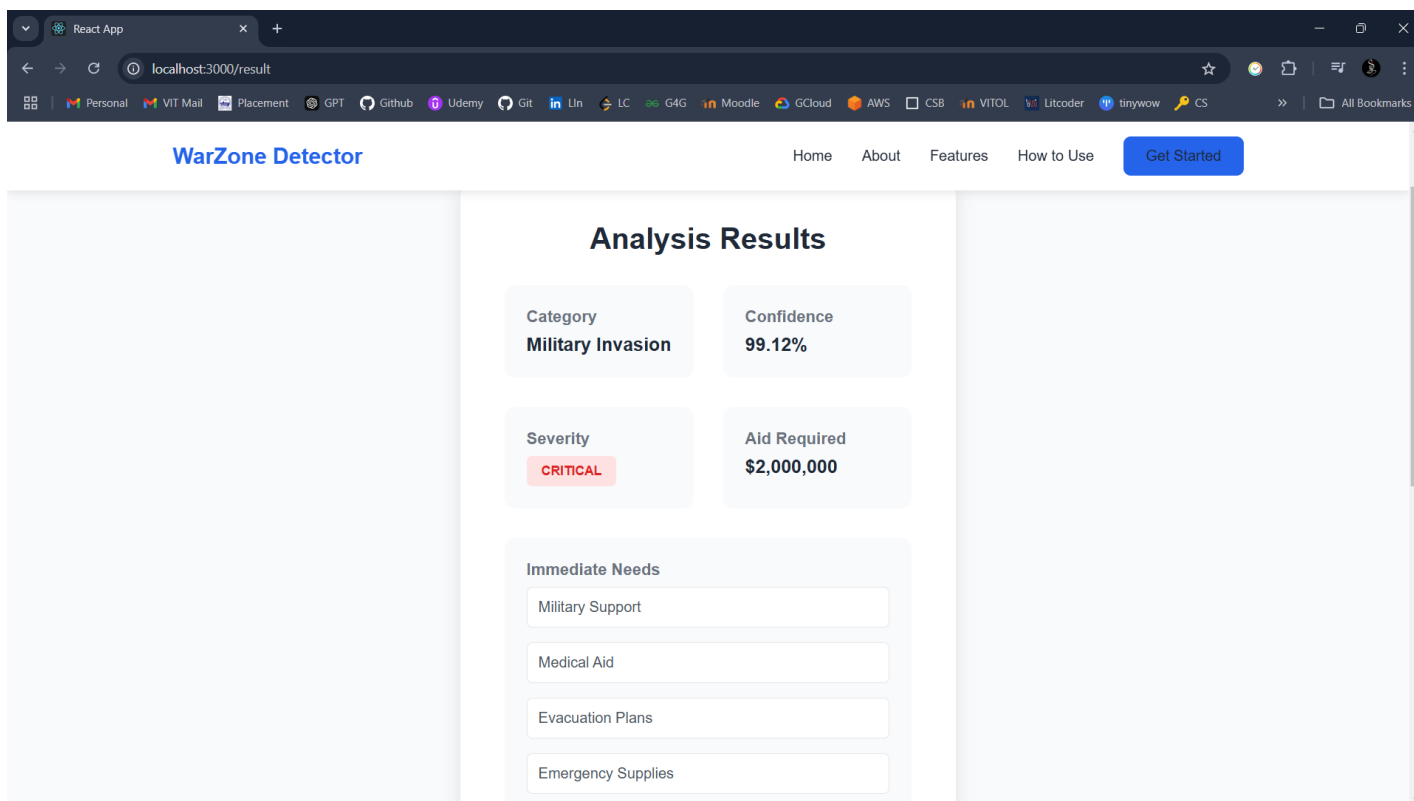 React App
localhost:3000/result
Personal VIT Mail Placement GPT Github Udemy Git LIn LC G4G Moodle GCloud AWS CSB VITOL Litcoder tinywow CS » All Bookmarks
WarZone Detector Home About Features How to Use Get Started
Analysis Results
Category Confidence
Military Invasion 99.12%
Severity Aid Required
CRITICAL $2,000,000
Immediate Needs
Military Support
Medical Aid
Evacuation Plans
Emergency Supplies